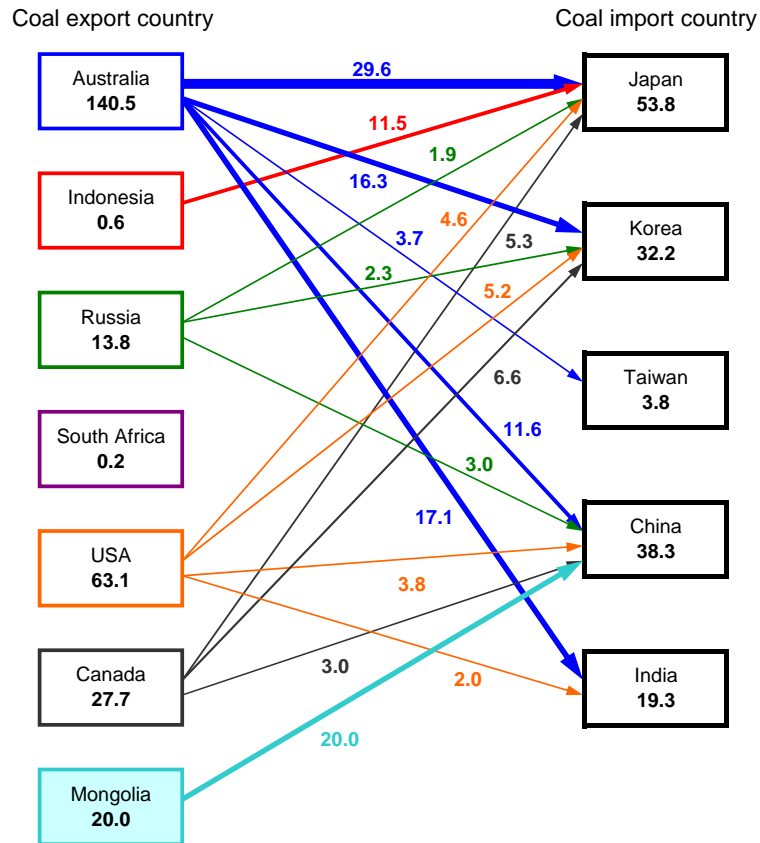 Coal export country
Coal import country
Australia
140.5
29.6
Japan
53.8
11.5
1.9
16.3
Indonesia
0.6
4.6
3.7
5.3
Korea
32.2
2.3
5.2
Russia
13.8
6.6
Taiwan
3.8
South Africa
0.2
11.6
3.0
17.1
USA
63.1
China
38.3
3.8
Canada
27.7
3.0
2.0
India
19.3
20.0
Mongolia
20.0